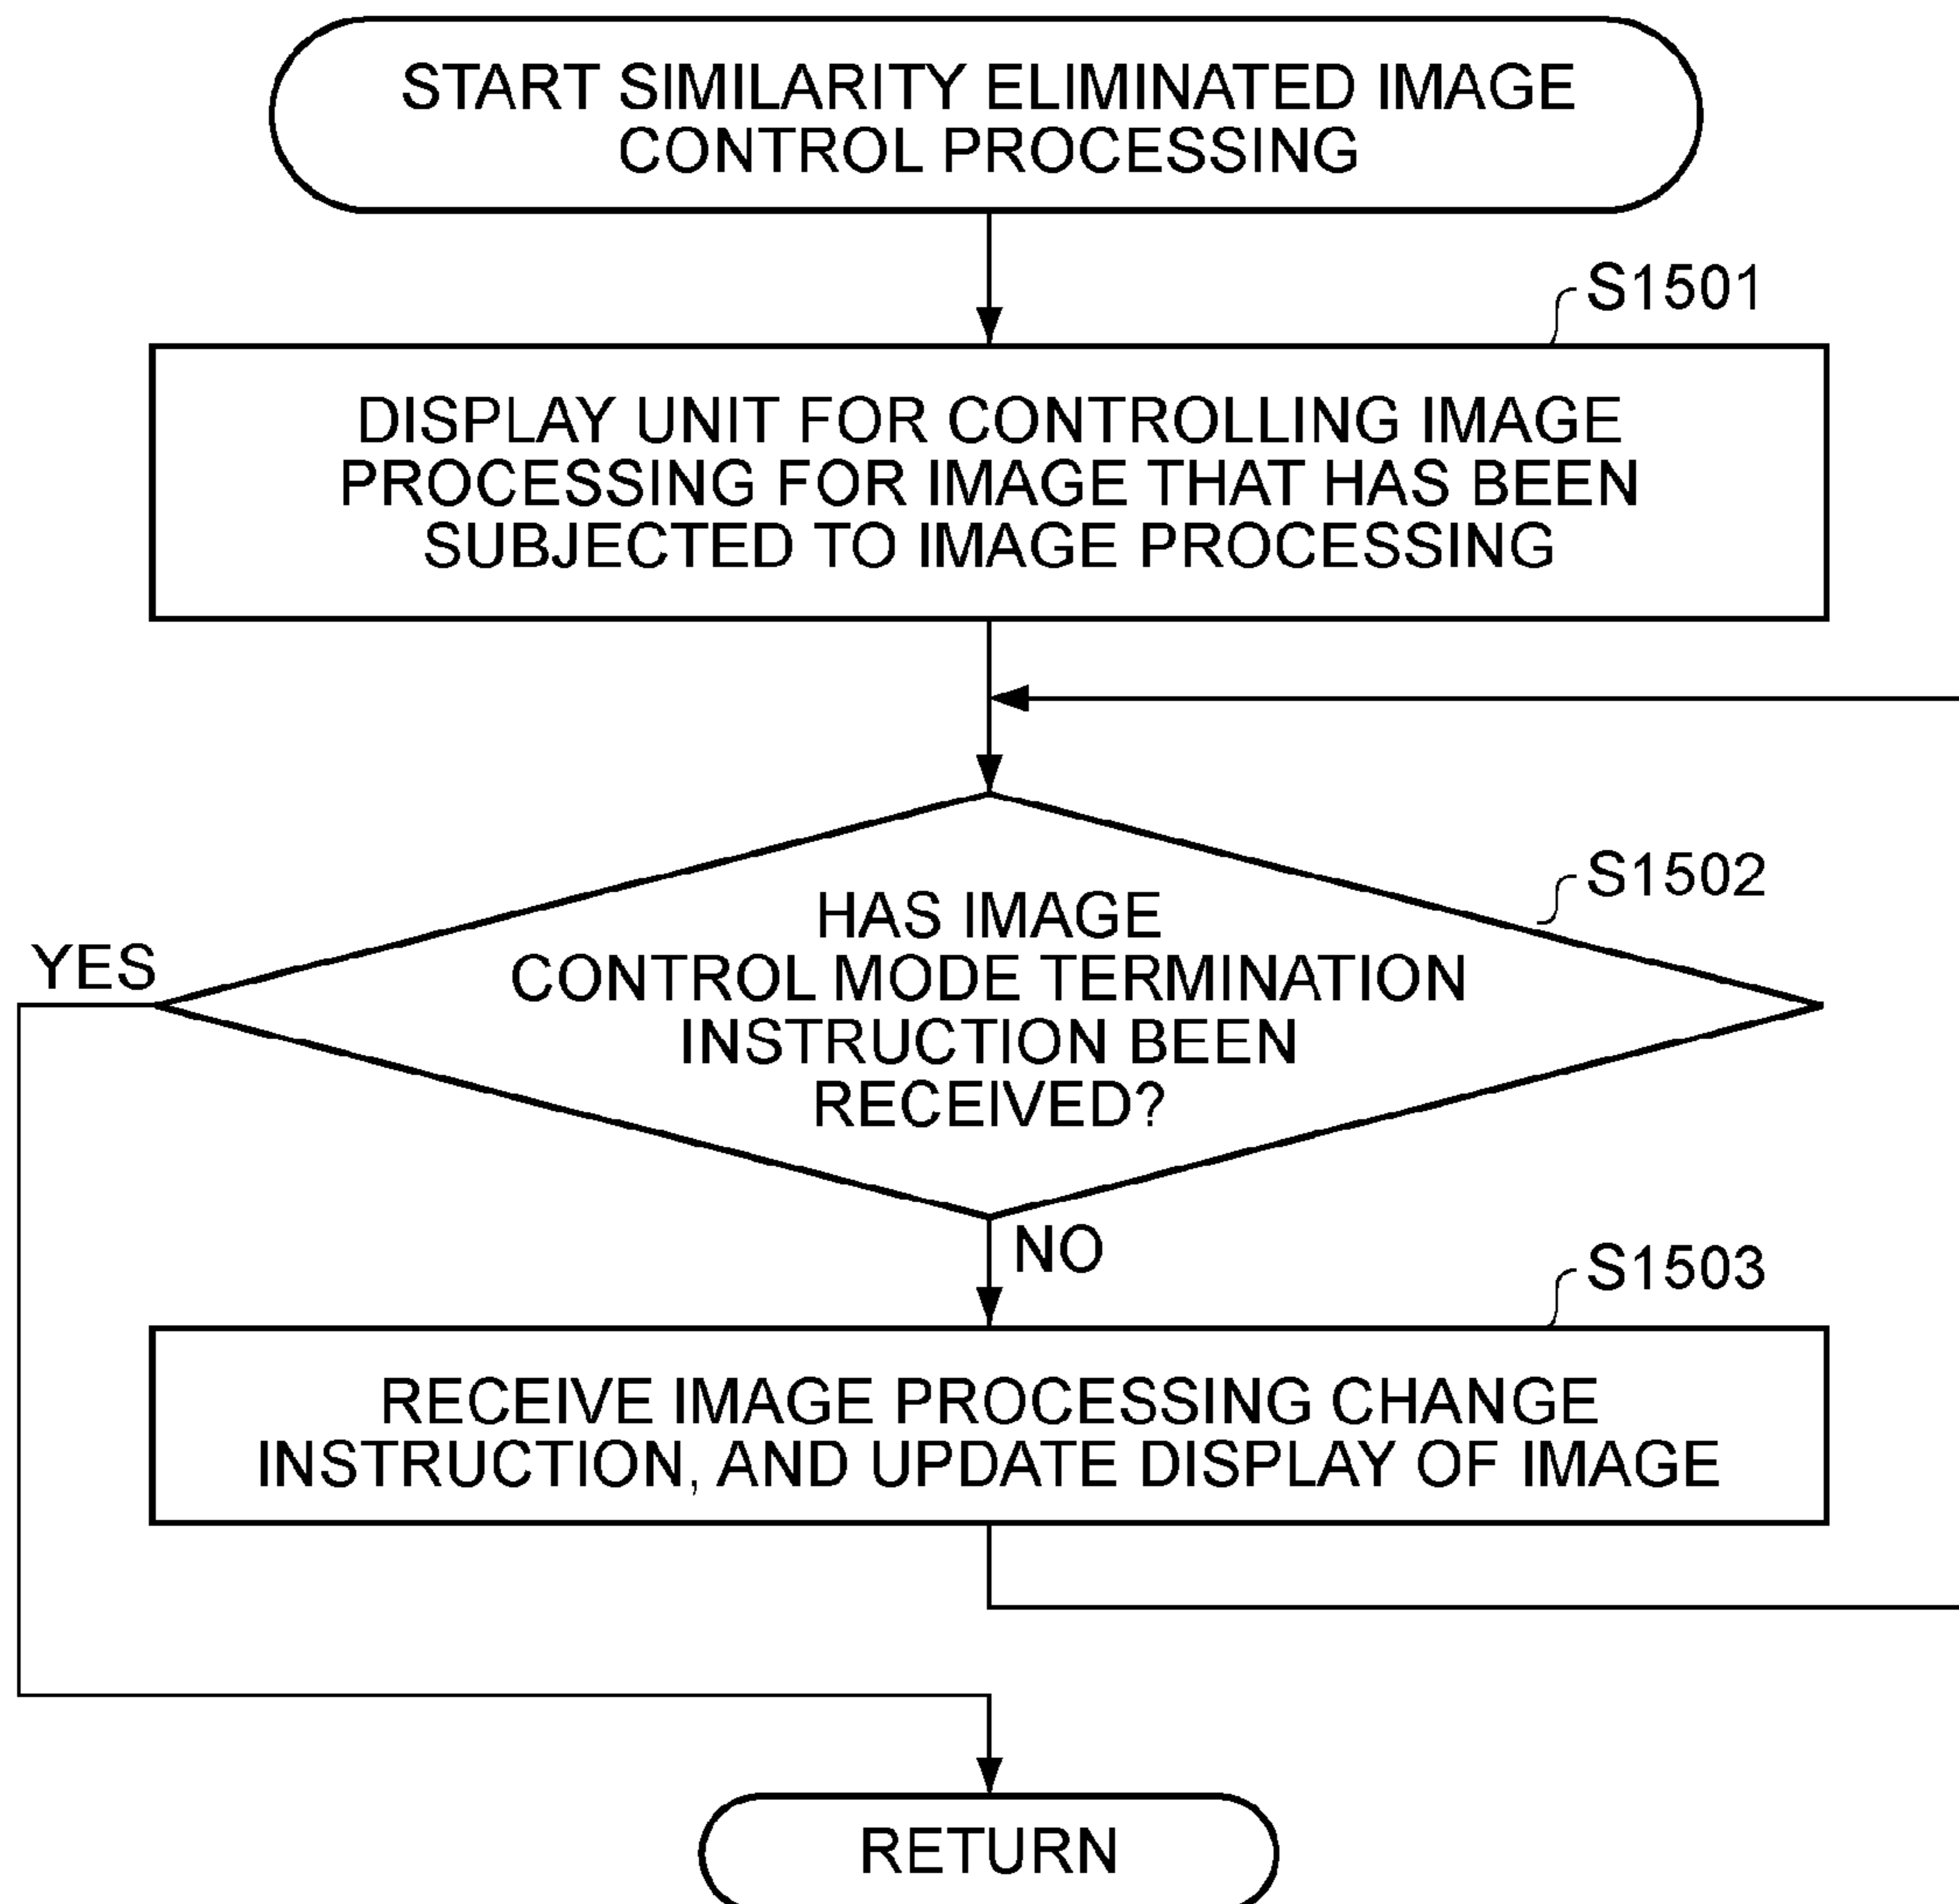 START SIMILARITY ELIMINATED IMAGE
CONTROL PROCESSING
S1501
DISPLAY UNIT FOR CONTROLLING IMAGE
PROCESSING FOR IMAGE THAT HAS BEEN
SUBJECTED TO IMAGE PROCESSING
S1502
HAS IMAGE
CONTROL MODE TERMINATION
INSTRUCTION BEEN
RECEIVED?
YES
NO
S1503
RECEIVE IMAGE PROCESSING CHANGE
INSTRUCTION, AND UPDATE DISPLAY OF IMAGE
RETURN